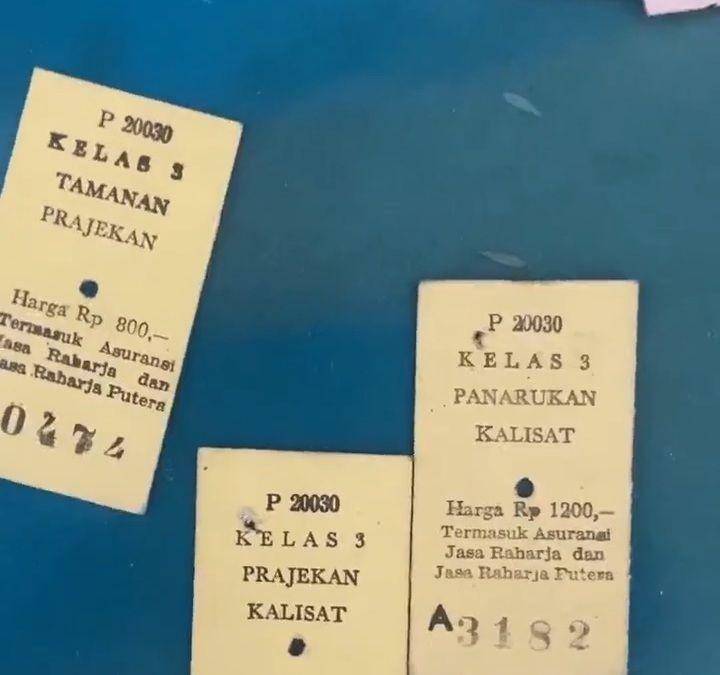 P 20030
KELAS 3
TAMANAN
PRAJEKAN
Harga Rp 800,—
Termasuk Asuransi
Jasa Raharja dan
Jasa Raharja Putera
0474
P 20030
KELAS 3
PRAJEKAN
KALISAT
P 20030
KELAS 3
PANARUKAN
KALISAT
Harga Rp 1200,—
Termasuk Asuransi
Jasa Raharja dan
Jasa Raharja Putera
A3182